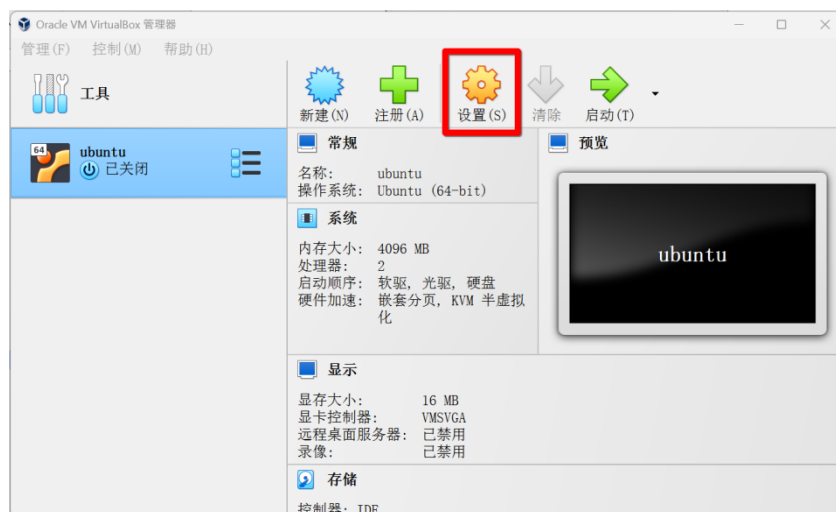 Oracle VM VirtualBox 管理器
管理(F) 控制(M) 帮助(H)
工具
新建(N) 注册(A) 设置(S) 清除 启动(T)
64
ubuntu
已关闭
常规
名称: ubuntu
操作系统: Ubuntu (64-bit)
预览
ubuntu
系统
内存大小: 4096 MB
处理器: 2
启动顺序: 软驱, 光驱, 硬盘
硬件加速: 嵌套分页, KVM 半虚拟
化
显示
显存大小: 16 MB
显卡控制器: VMSVGA
远程桌面服务器: 已禁用
录像: 已禁用
存储
控制器: IDE